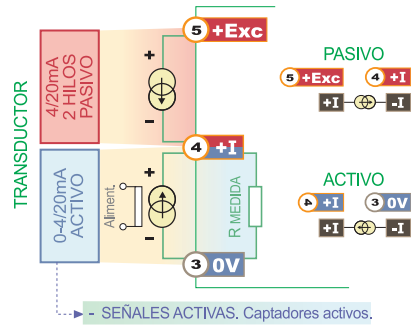 TRANSDUCTOR
4/20mA
2 HILOS
PASIVO
+
-
5 +Exc
4 +I
0-4/20mA
ACTIVO
Aliment.
+
-
R MEDIDA
3 0V
PASIVO
5 +Exc
4 +I
+I
-I
ACTIVO
4 +I
3 0V
+I
-I
- SEÑALES ACTIVAS. Captadores activos.